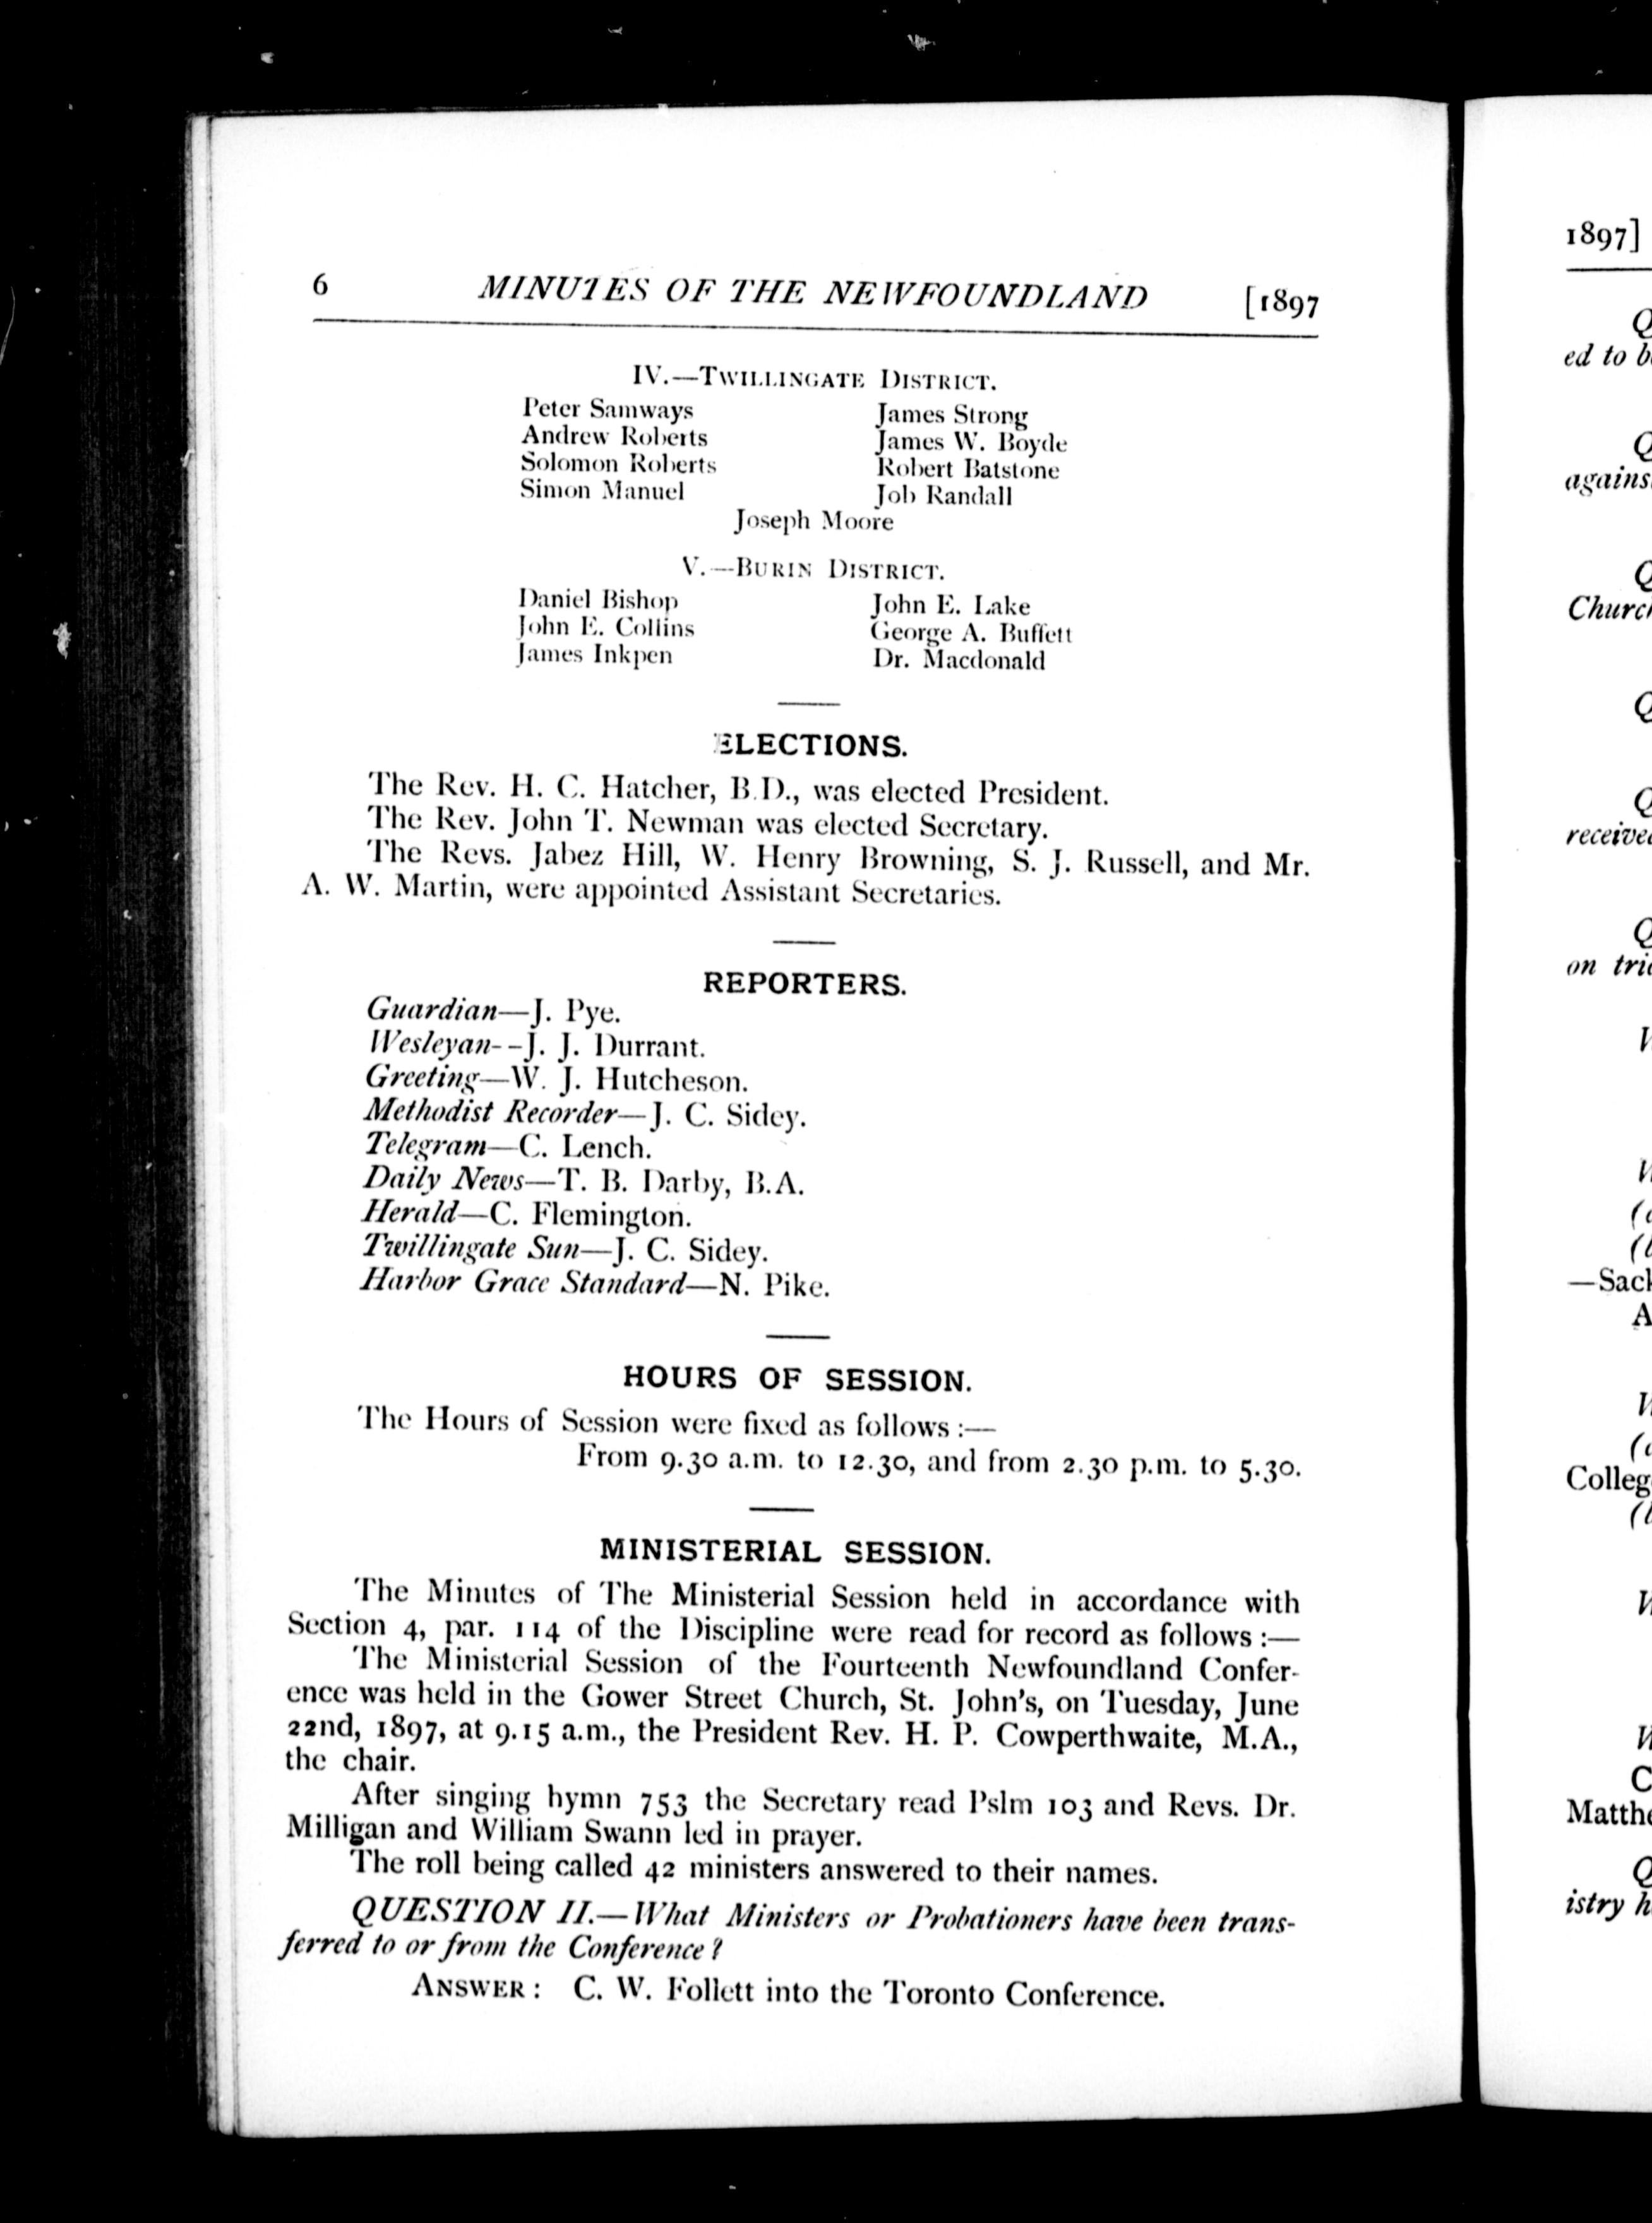 6 MINUTES OF THE NEWFOUNDLAND [1897
IV.—TWILLINGATE DISTRICT.
Peter Samways James Strong
Andrew Roberts James W. Boyde
Solomon Roberts Robert Batstone
Simon Manuel Job Randall
Joseph Moore
V.—BURIN DISTRICT.
Daniel Bishop John E. Lake
John E. Collins George A. Buffett
James Inkpen Dr. Macdonald
ELECTIONS.
The Rev. H. C. Hatcher, B.D., was elected President.
The Rev. John T. Newman was elected Secretary.
The Revs. Jabez Hill, W. Henry Browning, S. J. Russell, and Mr.
A. W. Martin, were appointed Assistant Secretaries.
REPORTERS.
Guardian—J. Pye.
Wesleyan--J. J. Durrant.
Greeting—W. J. Hutcheson.
Methodist Recorder—J. C. Sidey.
Telegram—C. Lench.
Daily News—T. B. Darby, B.A.
Herald—C. Flemington.
Twillingate Sun—J. C. Sidey.
Harbor Grace Standard—N. Pike.
HOURS OF SESSION.
The Hours of Session were fixed as follows :—
From 9.30 a.m. to 12.30, and from 2.30 p.m. to 5.30.
MINISTERIAL SESSION.
The Minutes of The Ministerial Session held in accordance with
Section 4, par. 114 of the Discipline were read for record as follows :—
The Ministerial Session of the Fourteenth Newfoundland Confer-
ence was held in the Gower Street Church, St. John's, on Tuesday, June
22nd, 1897, at 9.15 a.m., the President Rev. H. P. Cowperthwaite, M.A.,
the chair.
After singing hymn 753 the Secretary read Pslm 103 and Revs. Dr.
Milligan and William Swann led in prayer.
The roll being called 42 ministers answered to their names.
QUESTION II.—What Ministers or Probationers have been trans-
ferred to or from the Conference?
ANSWER : C. W. Follett into the Toronto Conference.
1897]
Q
ed to b
Q
agains
Q
Church
Q
Q
receive
Q
on tri
—Sack
A
Colleg
C
Matthe
Q
istry h